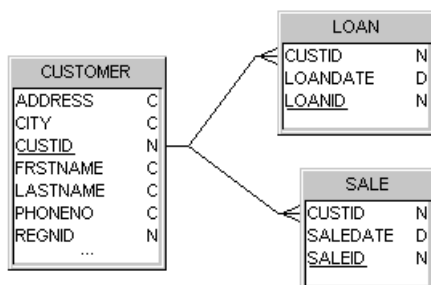 CUSTOMER
ADDRESS C
CITY C
CUSTID N
FRSTNAME C
LASTNAME C
PHONENO C
REGNID N
...
LOAN
CUSTID N
LOANDATE D
LOANID N
SALE
CUSTID N
SALEDATE D
SALEID N